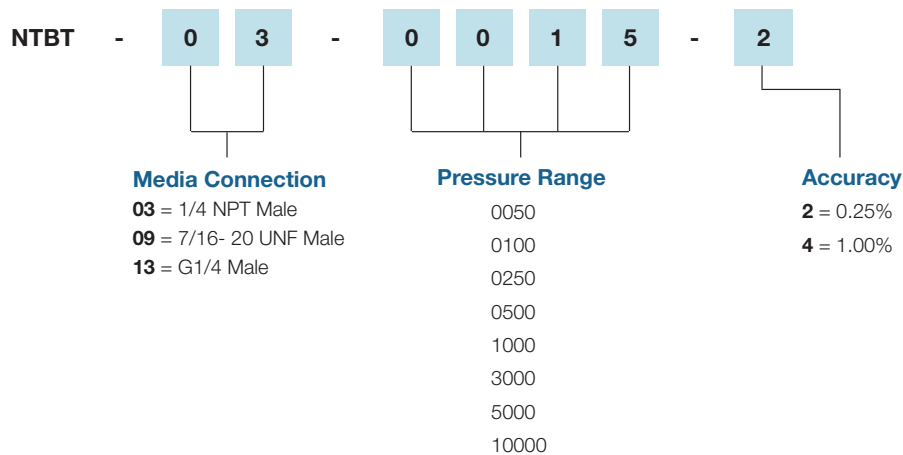 NTBT - 0 3 - 0 0 1 5 - 2
Media Connection
03 = 1/4 NPT Male
09 = 7/16- 20 UNF Male
13 = G1/4 Male
Pressure Range
0050
0100
0250
0500
1000
3000
5000
10000
Accuracy
2 = 0.25%
4 = 1.00%